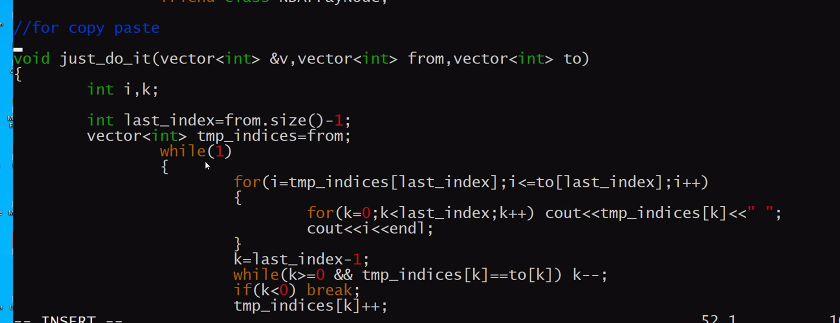 //for copy paste
void just_do_it(vector<int> &v,vector<int> from,vector<int> to)
{
int i,k;
int last_index=from.size()-1;
vector<int> tmp_indices=from;
while(1)
{
for(i=tmp_indices[last_index];i<=to[last_index];i++)
{
for(k=0;k<last_index;k++) cout<<tmp_indices[k]<<" ";
cout<<i<<endl;
}
k=last_index-1;
while(k>=0 && tmp_indices[k]==to[k]) k--;
if(k<0) break;
tmp_indices[k]++;
-- INSERT -- 52,1